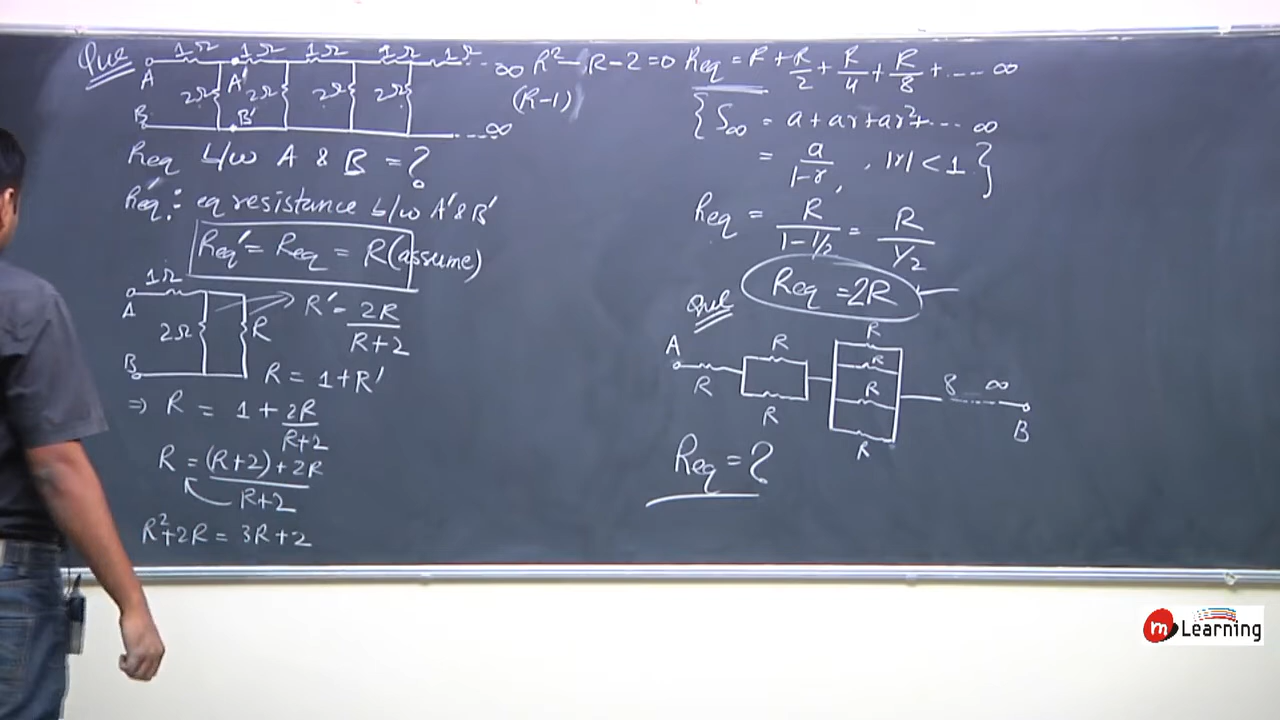 Que
1Ω 1Ω 1Ω 1Ω 1Ω
A A' ∞
2Ω 2Ω 2Ω 2Ω
B B' ∞
Req b/w A & B = ?
Req': eq resistance b/w A' & B'
Req' = Req = R (assume)
1Ω
A
2Ω R
B
R' = 2R/(R+2)
R = 1 + R'
⇒ R = 1 + 2R/(R+2)
R = ((R+2)+2R)/(R+2)
R²+2R = 3R+2
R² - R - 2 = 0
(R-1)
Req = R + R/2 + R/4 + R/8 + .... ∞
{ S∞ = a + ar + ar² + .... ∞
= a/(1-r), |r| < 1 }
Req = R/(1-1/2) = R/(1/2)
Req = 2R
Que
A R R R R R R R 8 ∞ B
Req = ?
m Learning